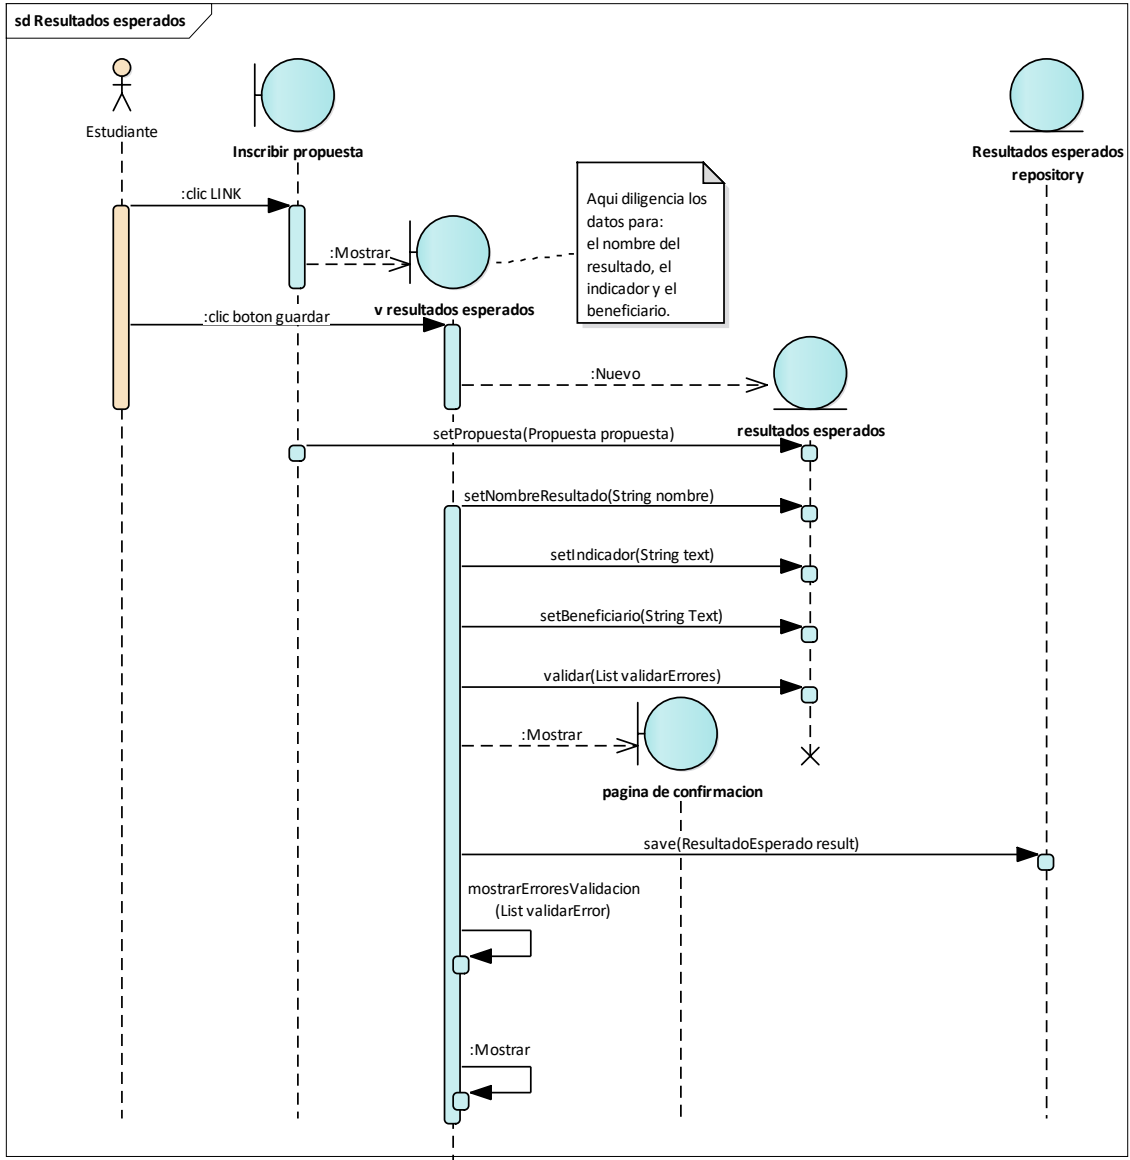 sd Resultados esperados
Estudiante
Inscribir propuesta
Resultados esperados
repository
:clic LINK
Aqui diligencia los
datos para:
el nombre del
resultado, el
indicador y el
beneficiario.
:Mostrar
v resultados esperados
:clic boton guardar
:Nuevo
resultados esperados
setPropuesta(Propuesta propuesta)
setNombreResultado(String nombre)
setIndicador(String text)
setBeneficiario(String Text)
validar(List validarErrores)
:Mostrar
pagina de confirmacion
save(ResultadoEsperado result)
mostrarErroresValidacion
(List validarError)
:Mostrar